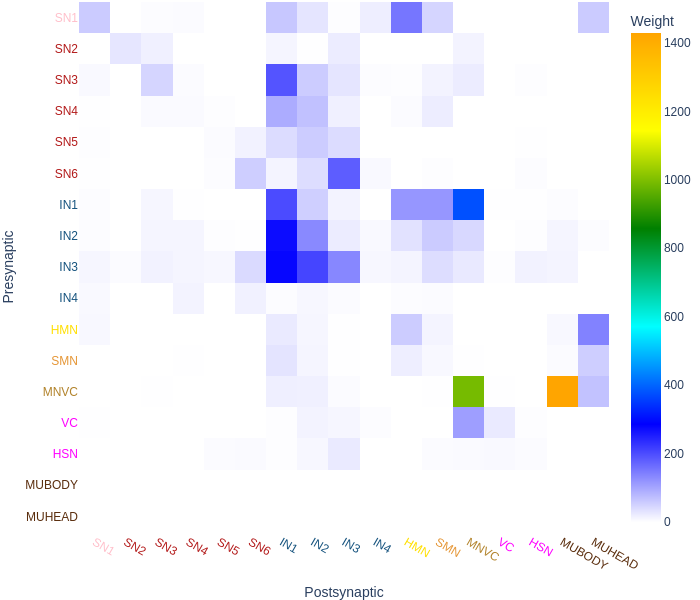 Weight
1400
1200
1000
800
600
400
200
0
Presynaptic
SN1
SN2
SN3
SN4
SN5
SN6
IN1
IN2
IN3
IN4
HMN
SMN
MNVC
VC
HSN
MUBODY
MUHEAD
SN1
SN2
SN3
SN4
SN5
SN6
IN1
IN2
IN3
IN4
HMN
SMN
MNVC
VC
HSN
MUBODY
MUHEAD
Postsynaptic